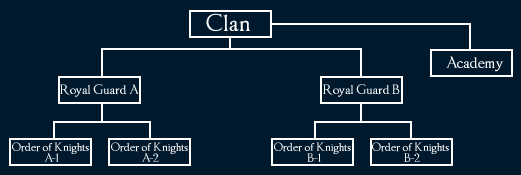 Clan
Academy
Royal Guard A
Royal Guard B
Order of Knights
A-1
Order of Knights
A-2
Order of Knights
B-1
Order of Knights
B-2